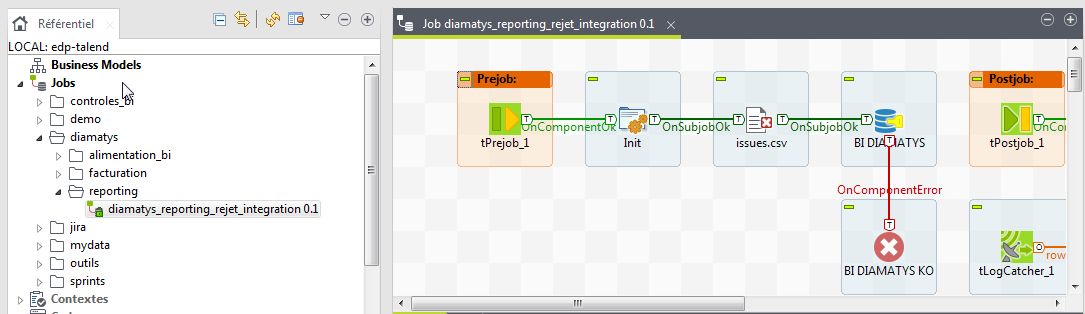 Référentiel
LOCAL: edp-talend
Business Models
Jobs
controles_bi
demo
diamatys
alimentation_bi
facturation
reporting
diamatys_reporting_rejet_integration 0.1
jira
mydata
outils
sprints
Contextes
Job diamatys_reporting_rejet_integration 0.1
Prejob:
Postjob:
OnComponentOk
OnSubjobOk
OnSubjobOk
tPrejob_1
Init
issues.csv
BI DIAMATYS
tPostjob_1
OnComponentError
BI DIAMATYS KO
tLogCatcher_1
row